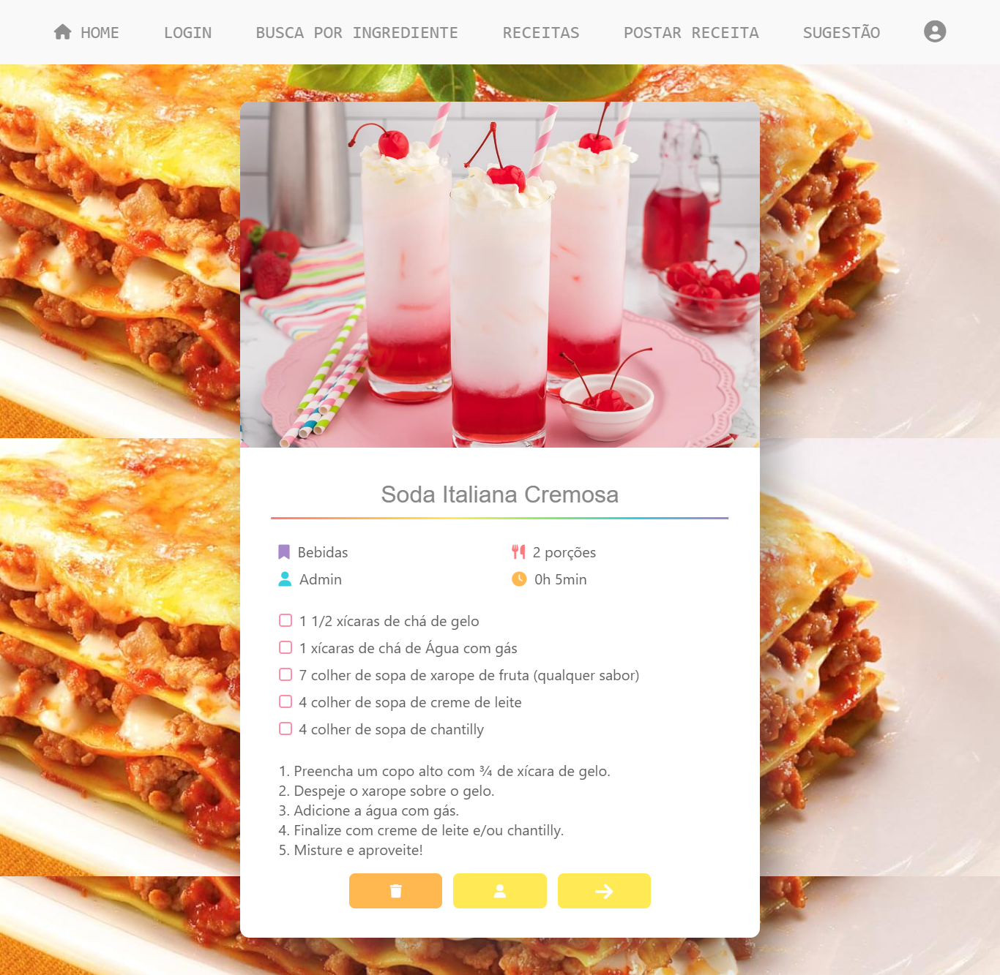 HOME LOGIN BUSCA POR INGREDIENTE RECEITAS POSTAR RECEITA SUGESTÃO
Soda Italiana Cremosa
Bebidas
2 porções
Admin
0h 5min
1 1/2 xícaras de chá de gelo
1 xícaras de chá de Água com gás
7 colher de sopa de xarope de fruta (qualquer sabor)
4 colher de sopa de creme de leite
4 colher de sopa de chantilly
1. Preencha um copo alto com ¾ de xícara de gelo.
2. Despeje o xarope sobre o gelo.
3. Adicione a água com gás.
4. Finalize com creme de leite e/ou chantilly.
5. Misture e aproveite!